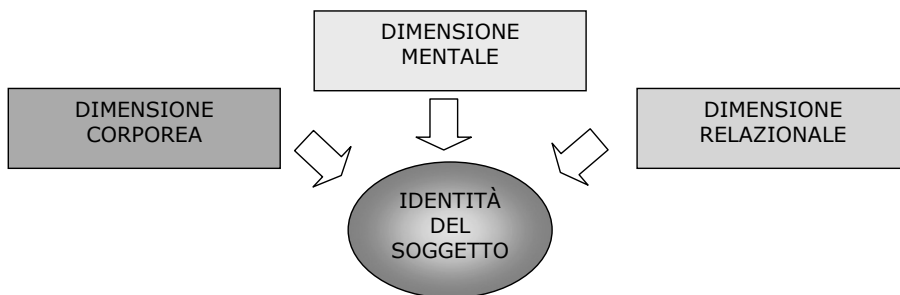 DIMENSIONE
MENTALE
DIMENSIONE
CORPOREA
DIMENSIONE
RELAZIONALE
IDENTITÀ
DEL
SOGGETTO